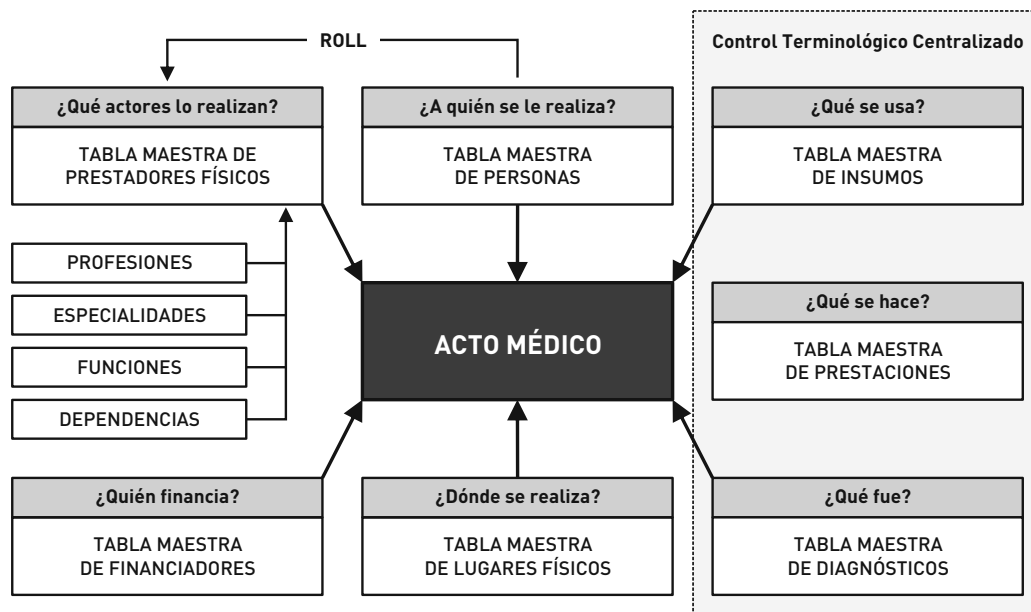 ROLL
Control Terminológico Centralizado
¿Qué actores lo realizan?
TABLA MAESTRA DE
PRESTADORES FÍSICOS
¿A quién se le realiza?
TABLA MAESTRA
DE PERSONAS
¿Qué se usa?
TABLA MAESTRA
DE INSUMOS
PROFESIONES
ESPECIALIDADES
FUNCIONES
DEPENDENCIAS
ACTO MÉDICO
¿Qué se hace?
TABLA MAESTRA
DE PRESTACIONES
¿Quién financia?
TABLA MAESTRA
DE FINANCIADORES
¿Dónde se realiza?
TABLA MAESTRA
DE LUGARES FÍSICOS
¿Qué fue?
TABLA MAESTRA
DE DIAGNÓSTICOS